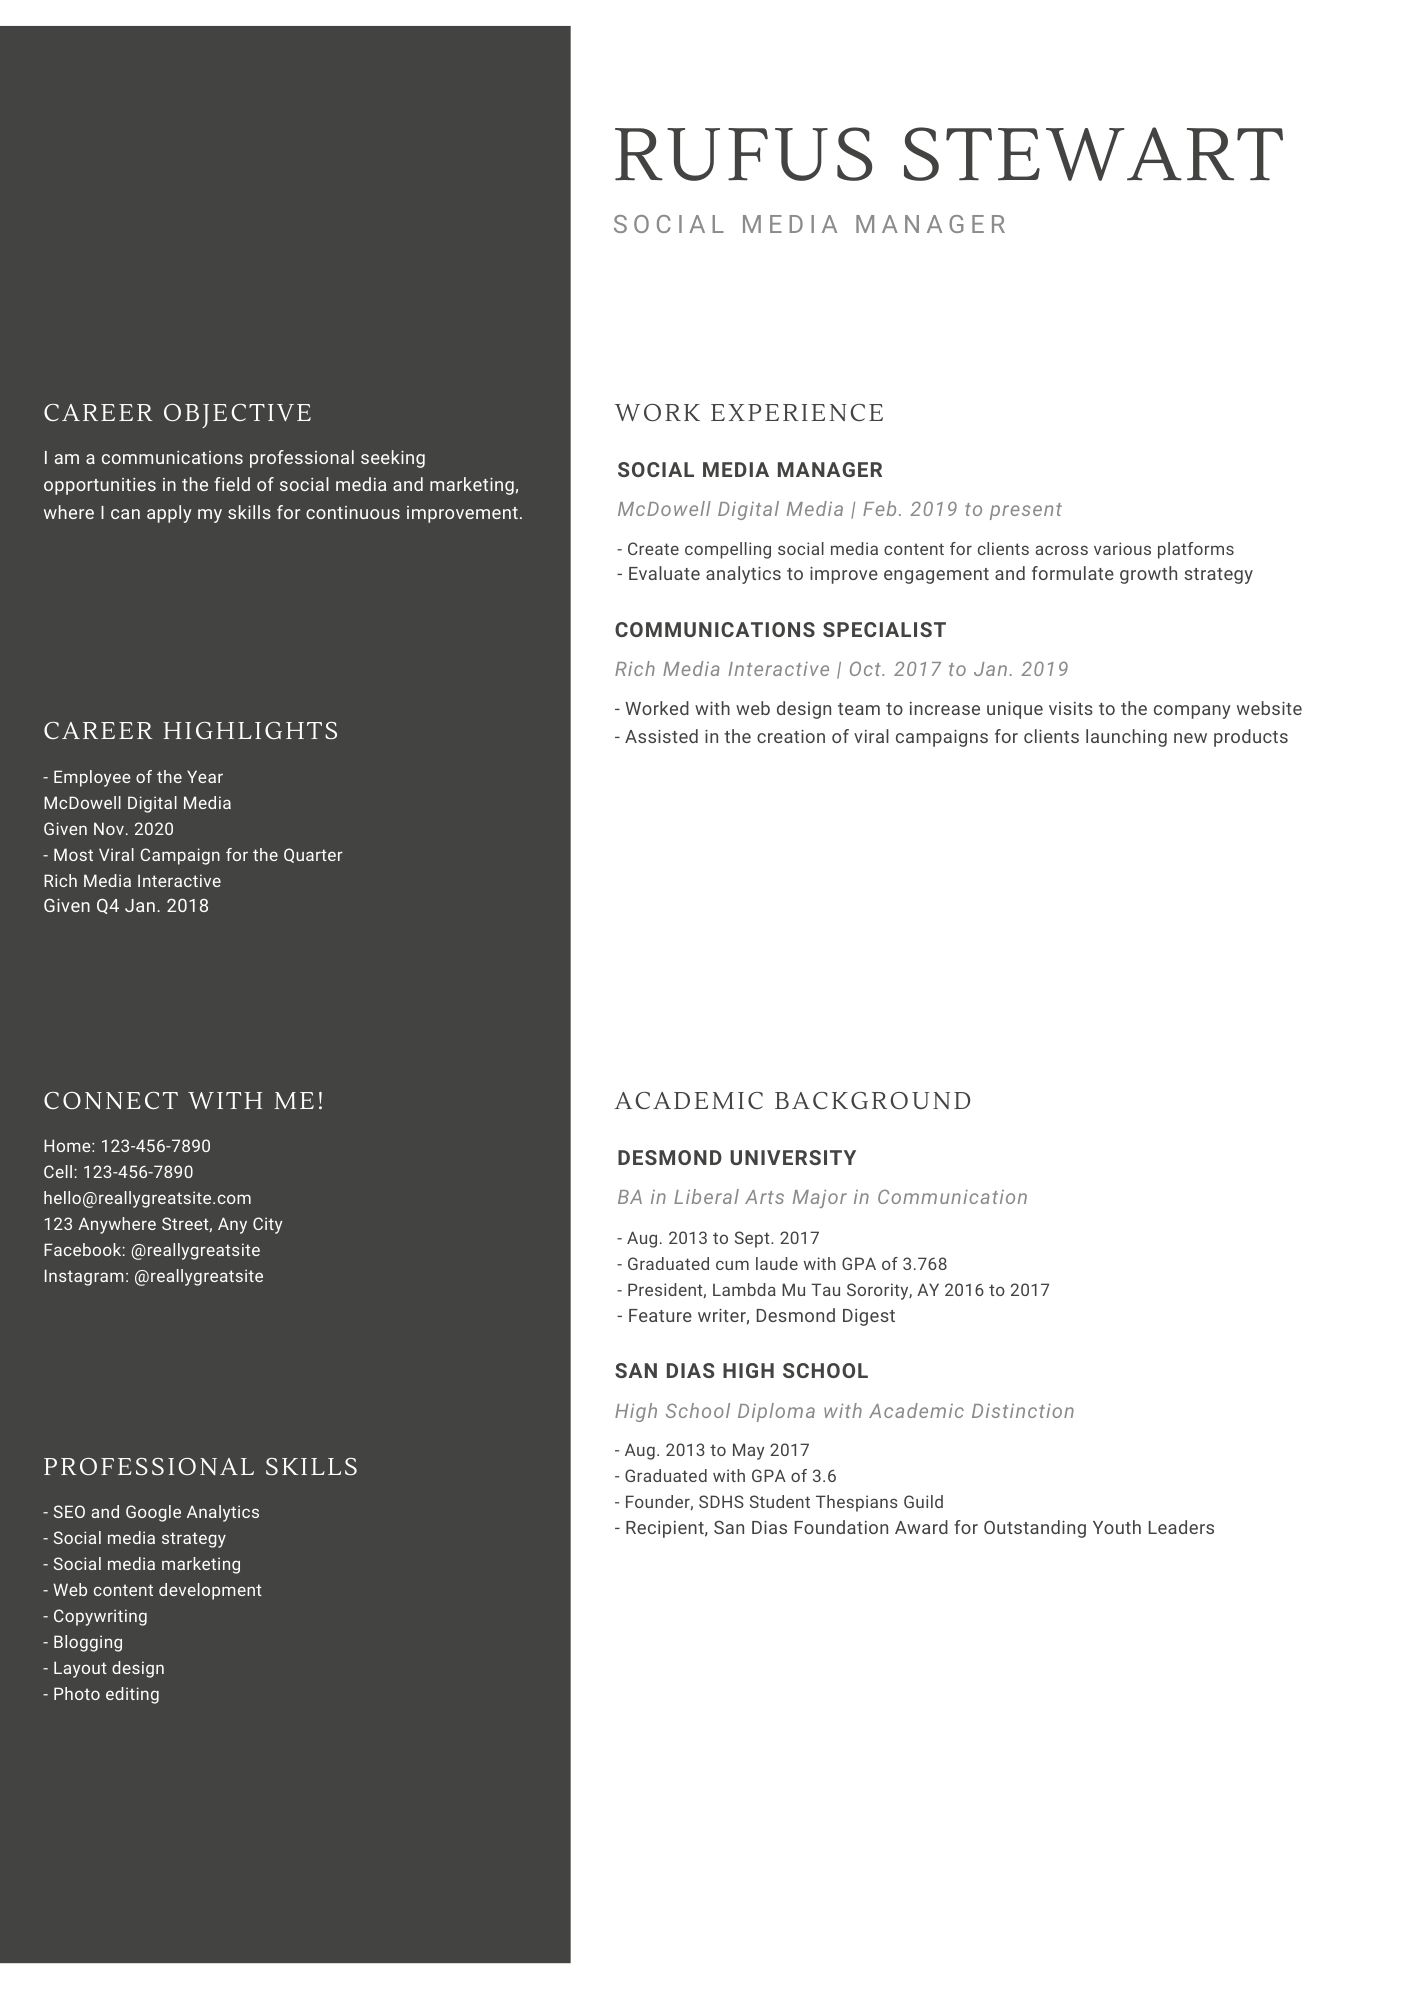 RUFUS STEWART
SOCIAL MEDIA MANAGER
CAREER OBJECTIVE
I am a communications professional seeking
opportunities in the field of social media and marketing,
where I can apply my skills for continuous improvement.
CAREER HIGHLIGHTS
- Employee of the Year
McDowell Digital Media
Given Nov. 2020
- Most Viral Campaign for the Quarter
Rich Media Interactive
Given Q4 Jan. 2018
CONNECT WITH ME!
Home: 123-456-7890
Cell: 123-456-7890
hello@reallygreatsite.com
123 Anywhere Street, Any City
Facebook: @reallygreatsite
Instagram: @reallygreatsite
PROFESSIONAL SKILLS
- SEO and Google Analytics
- Social media strategy
- Social media marketing
- Web content development
- Copywriting
- Blogging
- Layout design
- Photo editing
WORK EXPERIENCE
SOCIAL MEDIA MANAGER
McDowell Digital Media | Feb. 2019 to present
- Create compelling social media content for clients across various platforms
- Evaluate analytics to improve engagement and formulate growth strategy
COMMUNICATIONS SPECIALIST
Rich Media Interactive | Oct. 2017 to Jan. 2019
- Worked with web design team to increase unique visits to the company website
- Assisted in the creation of viral campaigns for clients launching new products
ACADEMIC BACKGROUND
DESMOND UNIVERSITY
BA in Liberal Arts Major in Communication
- Aug. 2013 to Sept. 2017
- Graduated cum laude with GPA of 3.768
- President, Lambda Mu Tau Sorority, AY 2016 to 2017
- Feature writer, Desmond Digest
SAN DIAS HIGH SCHOOL
High School Diploma with Academic Distinction
- Aug. 2013 to May 2017
- Graduated with GPA of 3.6
- Founder, SDHS Student Thespians Guild
- Recipient, San Dias Foundation Award for Outstanding Youth Leaders